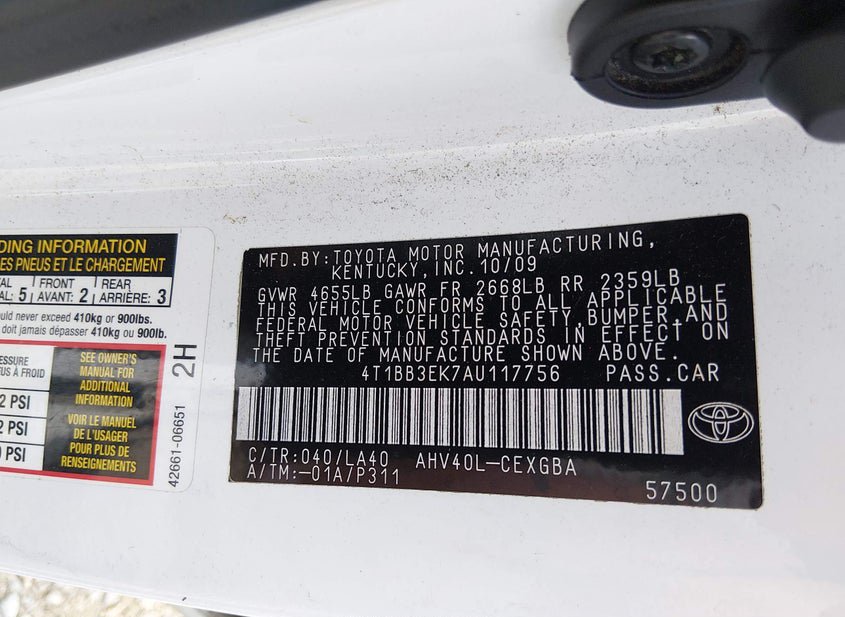 DING INFORMATION
ES PNEUS ET LE CHARGEMENT
AL: 5
FRONT
AVANT: 2
REAR
ARRIÈRE: 3
never exceed 410kg or 900lbs.
doit jamais dépasser 410kg ou 900lb.
À FROID
2 PSI
2 PSI
PSI
SEE OWNER'S
MANUAL FOR
ADDITIONAL
INFORMATION
VOIR LE MANUEL
DE L'USAGER
POUR PLUS DE
RENSEIGNEMENTS
2H
42661-06651
MFD.BY:TOYOTA MOTOR MANUFACTURING,
KENTUCKY, INC.10/09
GVWR 4655LB GAWR FR 2668LB RR 2359LB
THIS VEHICLE CONFORMS TO ALL APPLICABLE
FEDERAL MOTOR VEHICLE SAFETY,BUMPER,AND
THEFT PREVENTION STANDARDS IN EFFECT ON
THE DATE OF MANUFACTURE SHOWN ABOVE.
4T1BB3EK7AU117756 PASS.CAR
C/TR:040/LA40 AHV40L-CEXGBA
A/TM:-01A/P311
57500